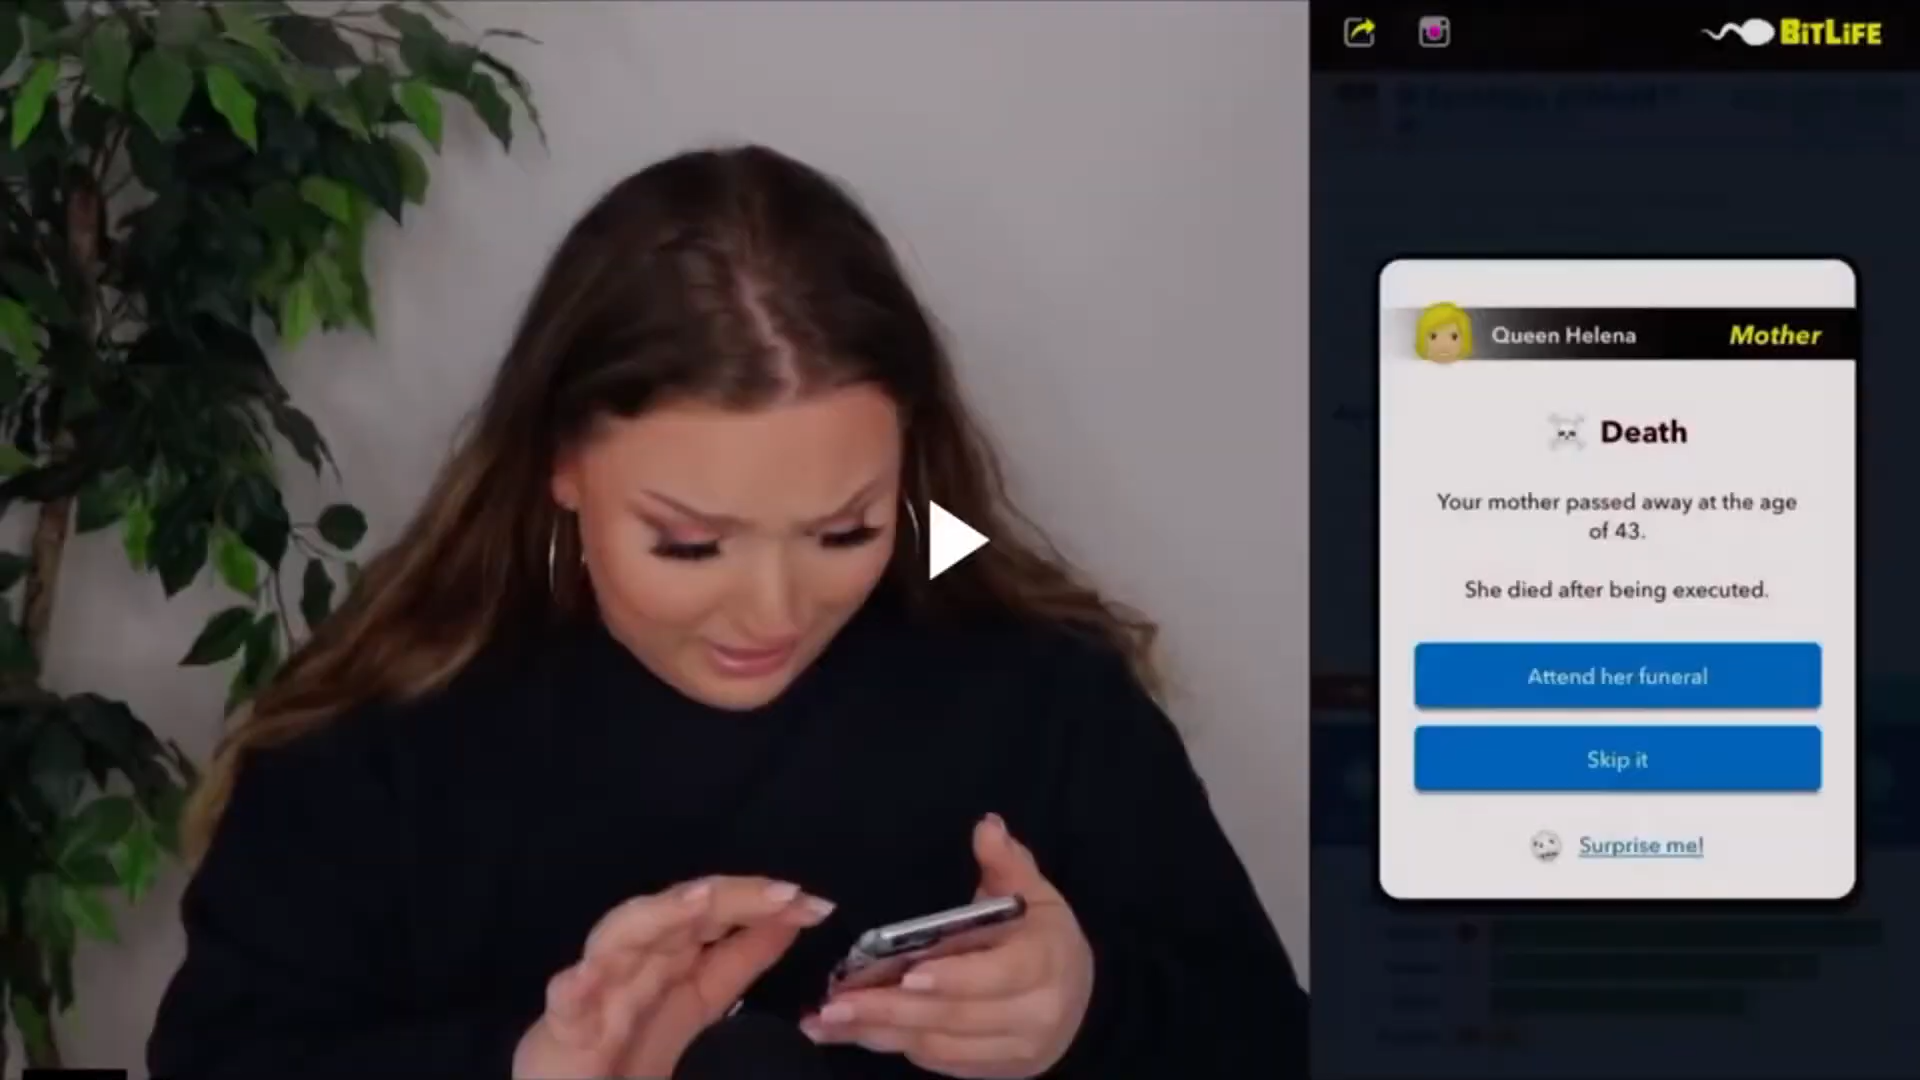 BitLiFE
Queen Helena
Mother
Death
Your mother passed away at the age
of 43.
She died after being executed.
Attend her funeral
Skip it
Surprise me!